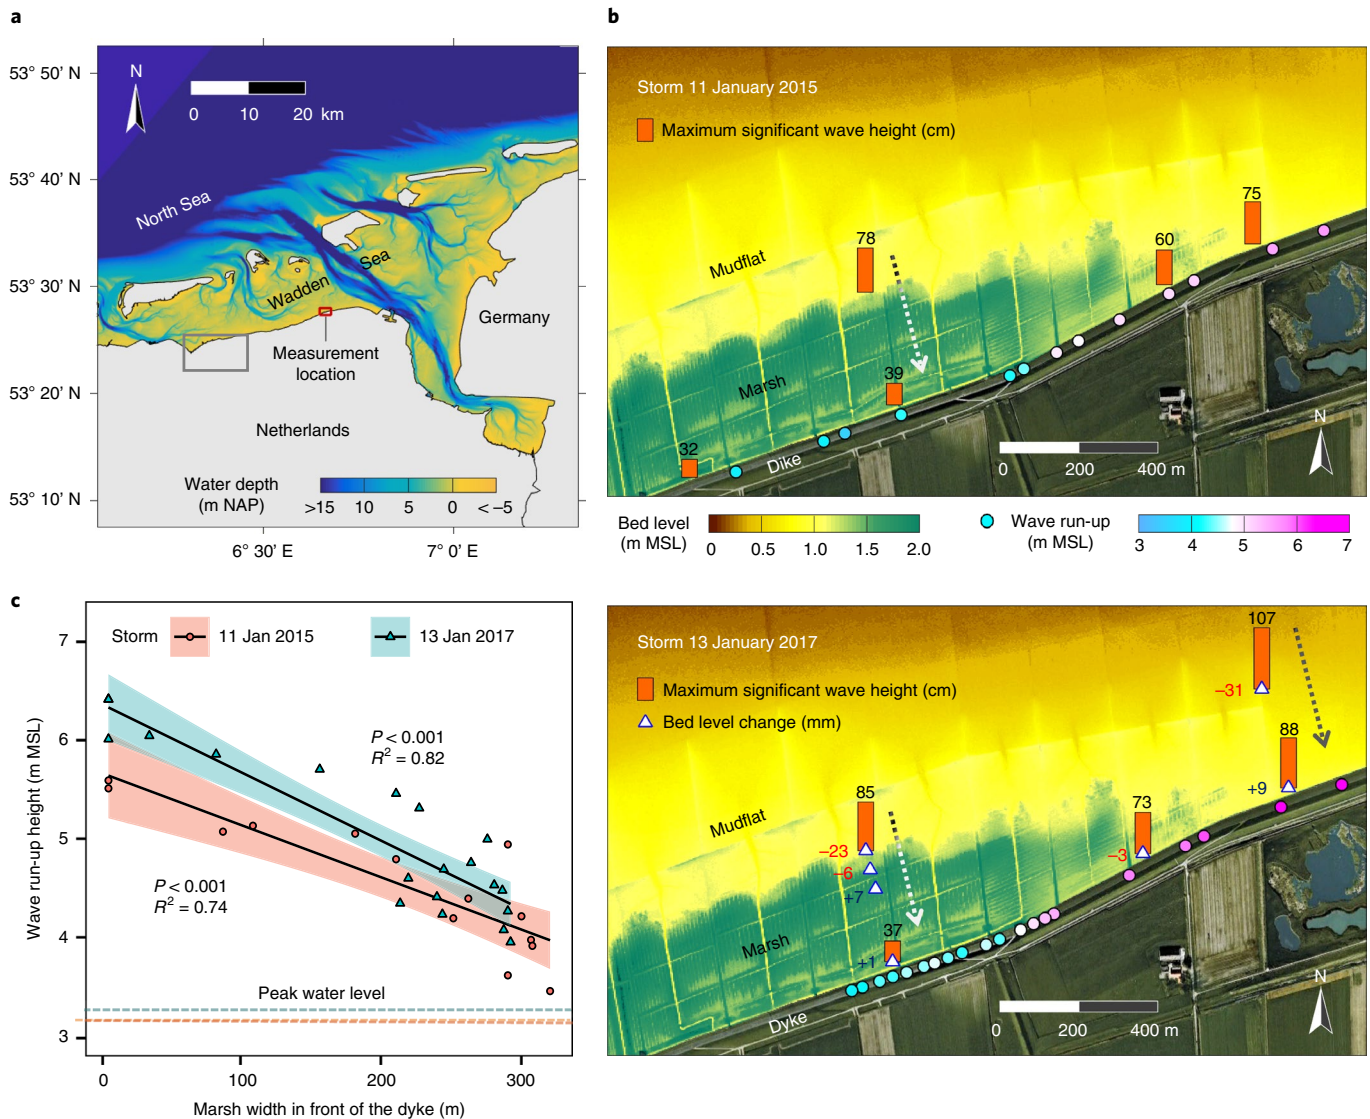 a
53° 50′ N
53° 40′ N
53° 30′ N
53° 20′ N
53° 10′ N
6° 30′ E
7° 0′ E
N
0 10 20 km
North Sea
Wadden Sea
Germany
Measurement
location
Netherlands
Water depth
(m NAP)
>15 10 5 0 < −5
b
Storm 11 January 2015
Maximum significant wave height (cm)
75
60
78
Mudflat
39
Marsh
32
Dike
N
0 200 400 m
Bed level
(m MSL)
0 0.5 1.0 1.5 2.0
Wave run-up
(m MSL)
3 4 5 6 7
Storm 13 January 2017
Maximum significant wave height (cm)
Bed level change (mm)
107
−31
88
+9
85
73
Mudflat
−23
−6
+7
−3
37
Marsh
+1
Dyke
N
0 200 400 m
c
Storm 11 Jan 2015 13 Jan 2017
7
6
5
4
3
Wave run-up height (m MSL)
P < 0.001
R² = 0.82
P < 0.001
R² = 0.74
Peak water level
0 100 200 300
Marsh width in front of the dyke (m)